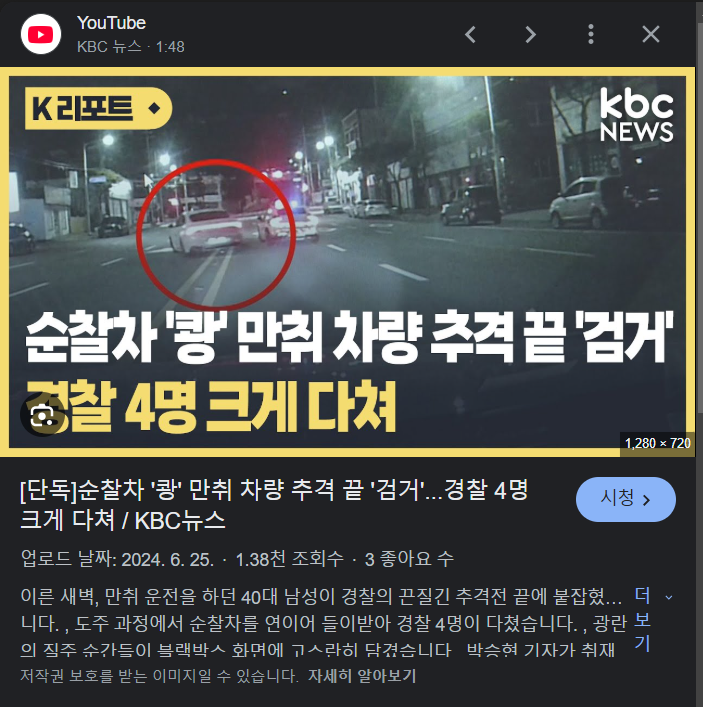 YouTube
KBC 뉴스 · 1:48
K 리포트
kbc
NEWS
순찰차 '쾅' 만취 차량 추격 끝 '검거'
경찰 4명 크게 다쳐
1,280 × 720
[단독]순찰차 '쾅' 만취 차량 추격 끝 '검거'...경찰 4명
크게 다쳐 / KBC뉴스
시청
업로드 날짜: 2024. 6. 25. · 1.38천 조회수 · 3 좋아요 수
이른 새벽, 만취 운전을 하던 40대 남성이 경찰의 끈질긴 추격전 끝에 붙잡혔...
니다. , 도주 과정에서 순찰차를 연이어 들이받아 경찰 4명이 다쳤습니다. , 광란
의 질주 순간들이 블랙박스 화면에 고스란히 담겼습니다. 박승현 기자가 취재
더보기
저작권 보호를 받는 이미지일 수 있습니다. 자세히 알아보기